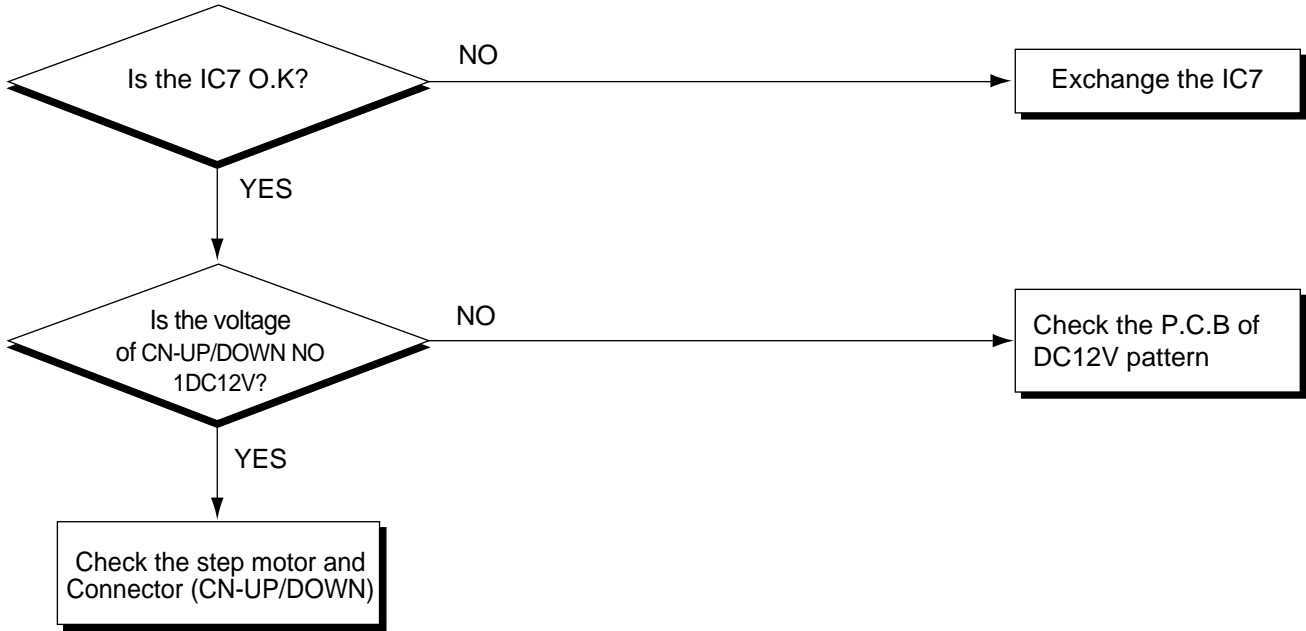 Is the IC7 O.K?
NO
Exchange the IC7
YES
Is the voltage
of CN-UP/DOWN NO
1DC12V?
NO
Check the P.C.B of
DC12V pattern
YES
Check the step motor and
Connector (CN-UP/DOWN)